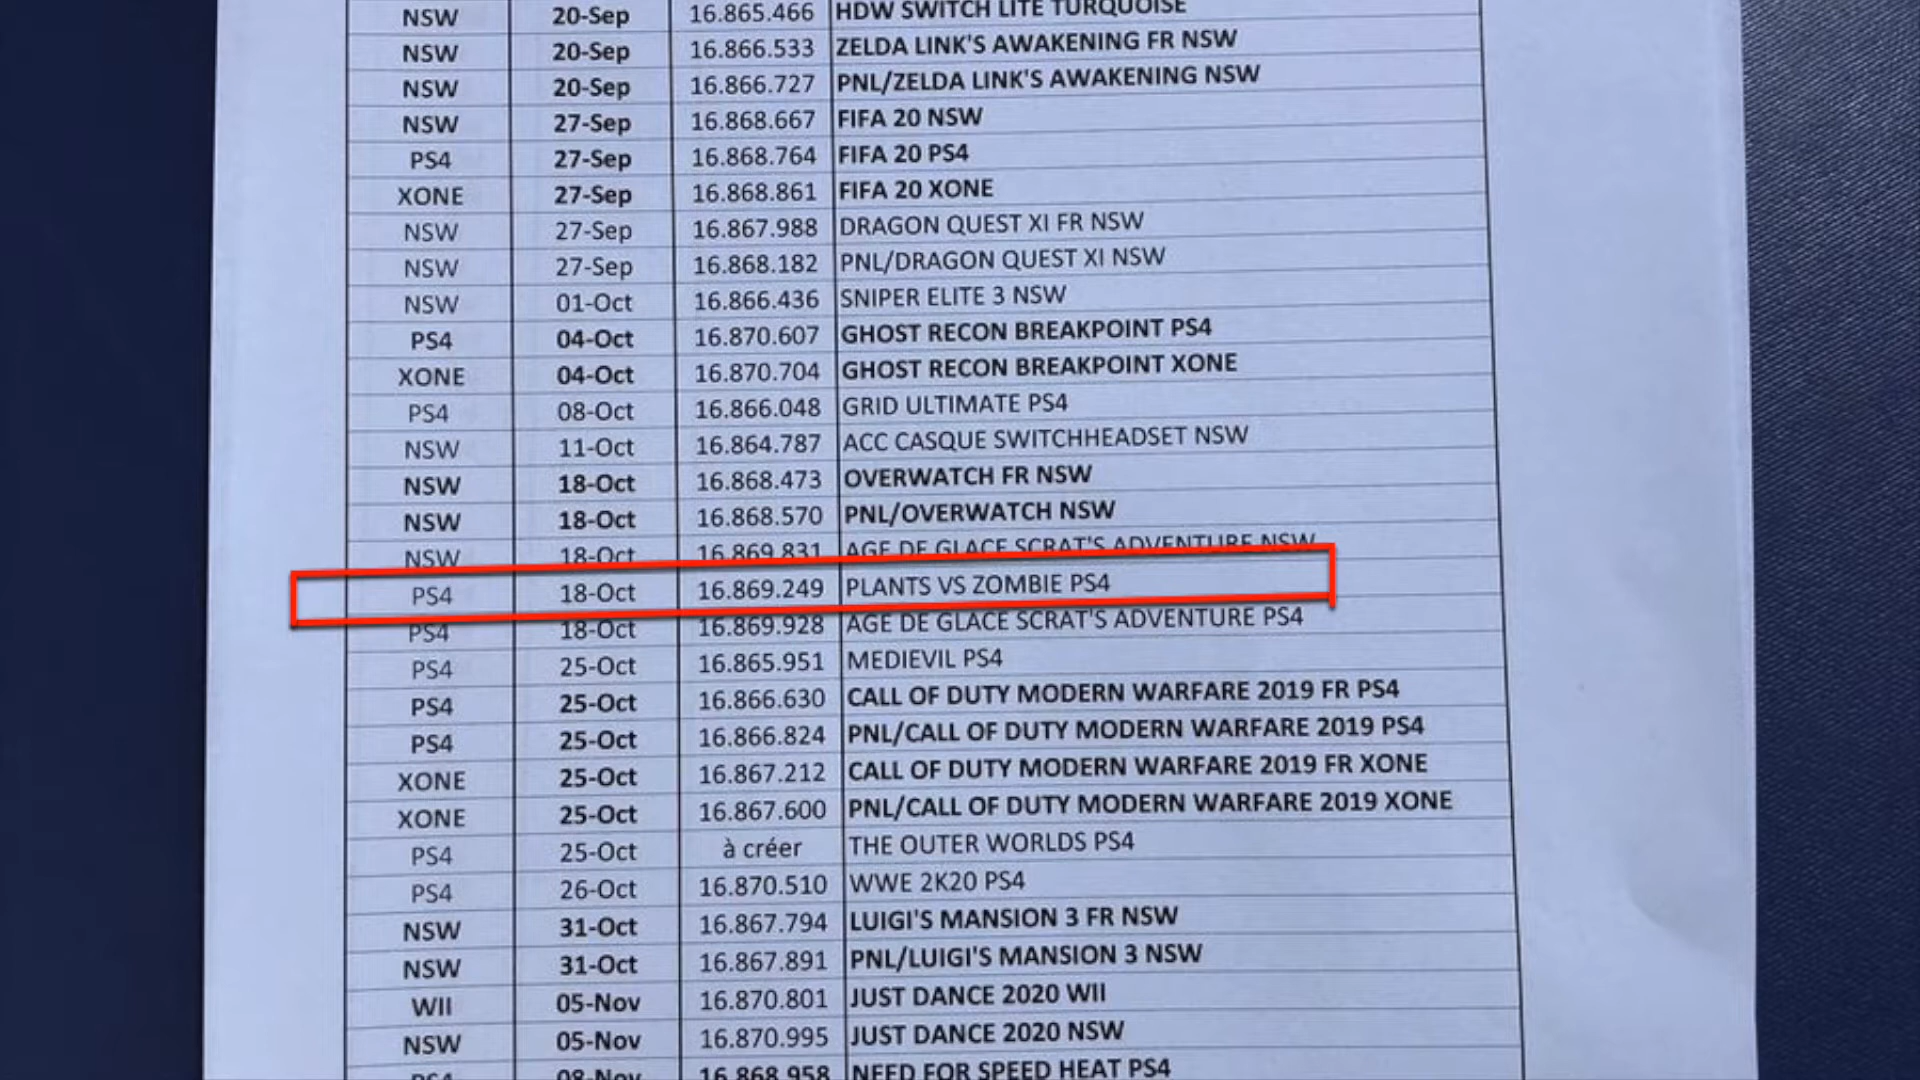 NSW 20-Sep 16.865.466 HDW SWITCH LITE TURQUOISE
NSW 20-Sep 16.866.533 ZELDA LINK'S AWAKENING FR NSW
NSW 20-Sep 16.866.727 PNL/ZELDA LINK'S AWAKENING NSW
NSW 27-Sep 16.868.667 FIFA 20 NSW
PS4 27-Sep 16.868.764 FIFA 20 PS4
XONE 27-Sep 16.868.861 FIFA 20 XONE
NSW 27-Sep 16.867.988 DRAGON QUEST XI FR NSW
NSW 27-Sep 16.868.182 PNL/DRAGON QUEST XI NSW
NSW 01-Oct 16.866.436 SNIPER ELITE 3 NSW
PS4 04-Oct 16.870.607 GHOST RECON BREAKPOINT PS4
XONE 04-Oct 16.870.704 GHOST RECON BREAKPOINT XONE
PS4 08-Oct 16.866.048 GRID ULTIMATE PS4
NSW 11-Oct 16.864.787 ACC CASQUE SWITCHHEADSET NSW
NSW 18-Oct 16.868.473 OVERWATCH FR NSW
NSW 18-Oct 16.868.570 PNL/OVERWATCH NSW
NSW 18-Oct 16.869.831 AGE DE GLACE SCRAT'S ADVENTURE NSW
PS4 18-Oct 16.869.249 PLANTS VS ZOMBIE PS4
PS4 18-Oct 16.869.928 AGE DE GLACE SCRAT'S ADVENTURE PS4
PS4 25-Oct 16.865.951 MEDIEVIL PS4
PS4 25-Oct 16.866.630 CALL OF DUTY MODERN WARFARE 2019 FR PS4
PS4 25-Oct 16.866.824 PNL/CALL OF DUTY MODERN WARFARE 2019 PS4
XONE 25-Oct 16.867.212 CALL OF DUTY MODERN WARFARE 2019 FR XONE
XONE 25-Oct 16.867.600 PNL/CALL OF DUTY MODERN WARFARE 2019 XONE
PS4 25-Oct à créer THE OUTER WORLDS PS4
PS4 26-Oct 16.870.510 WWE 2K20 PS4
NSW 31-Oct 16.867.794 LUIGI'S MANSION 3 FR NSW
NSW 31-Oct 16.867.891 PNL/LUIGI'S MANSION 3 NSW
WII 05-Nov 16.870.801 JUST DANCE 2020 WII
NSW 05-Nov 16.870.995 JUST DANCE 2020 NSW
PS4 08-Nov 16.868.958 NEED FOR SPEED HEAT PS4